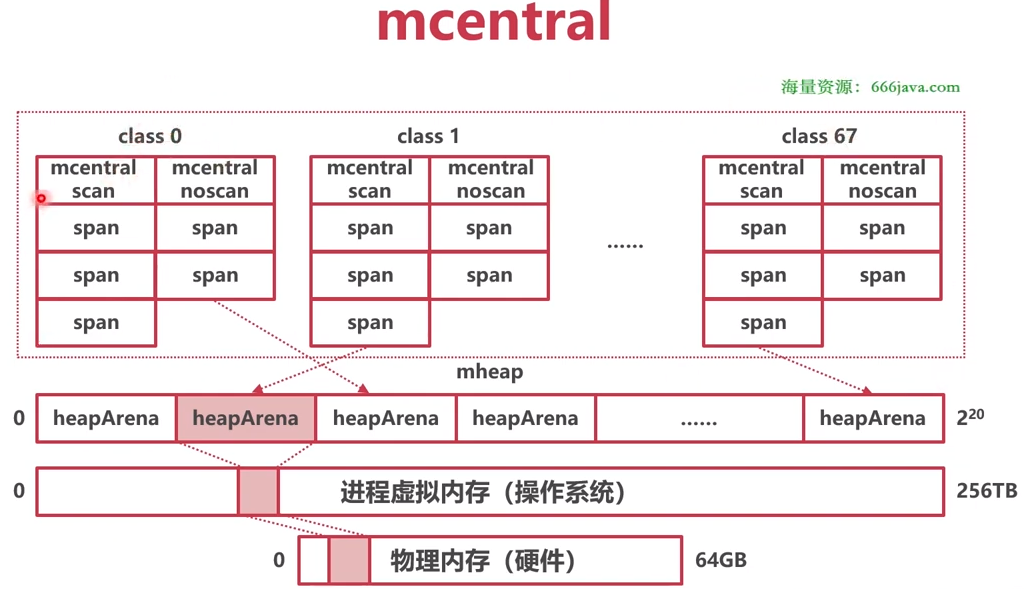 mcentral
海量资源：666java.com
class 0
class 1
class 67
mcentral scan
mcentral noscan
mcentral scan
mcentral noscan
mcentral scan
mcentral noscan
span
span
span
span
span
span
......
span
span
span
span
span
span
span
span
span
mheap
0
heapArena
heapArena
heapArena
heapArena
......
heapArena
2²⁰
0
进程虚拟内存（操作系统）
256TB
0
物理内存（硬件）
64GB